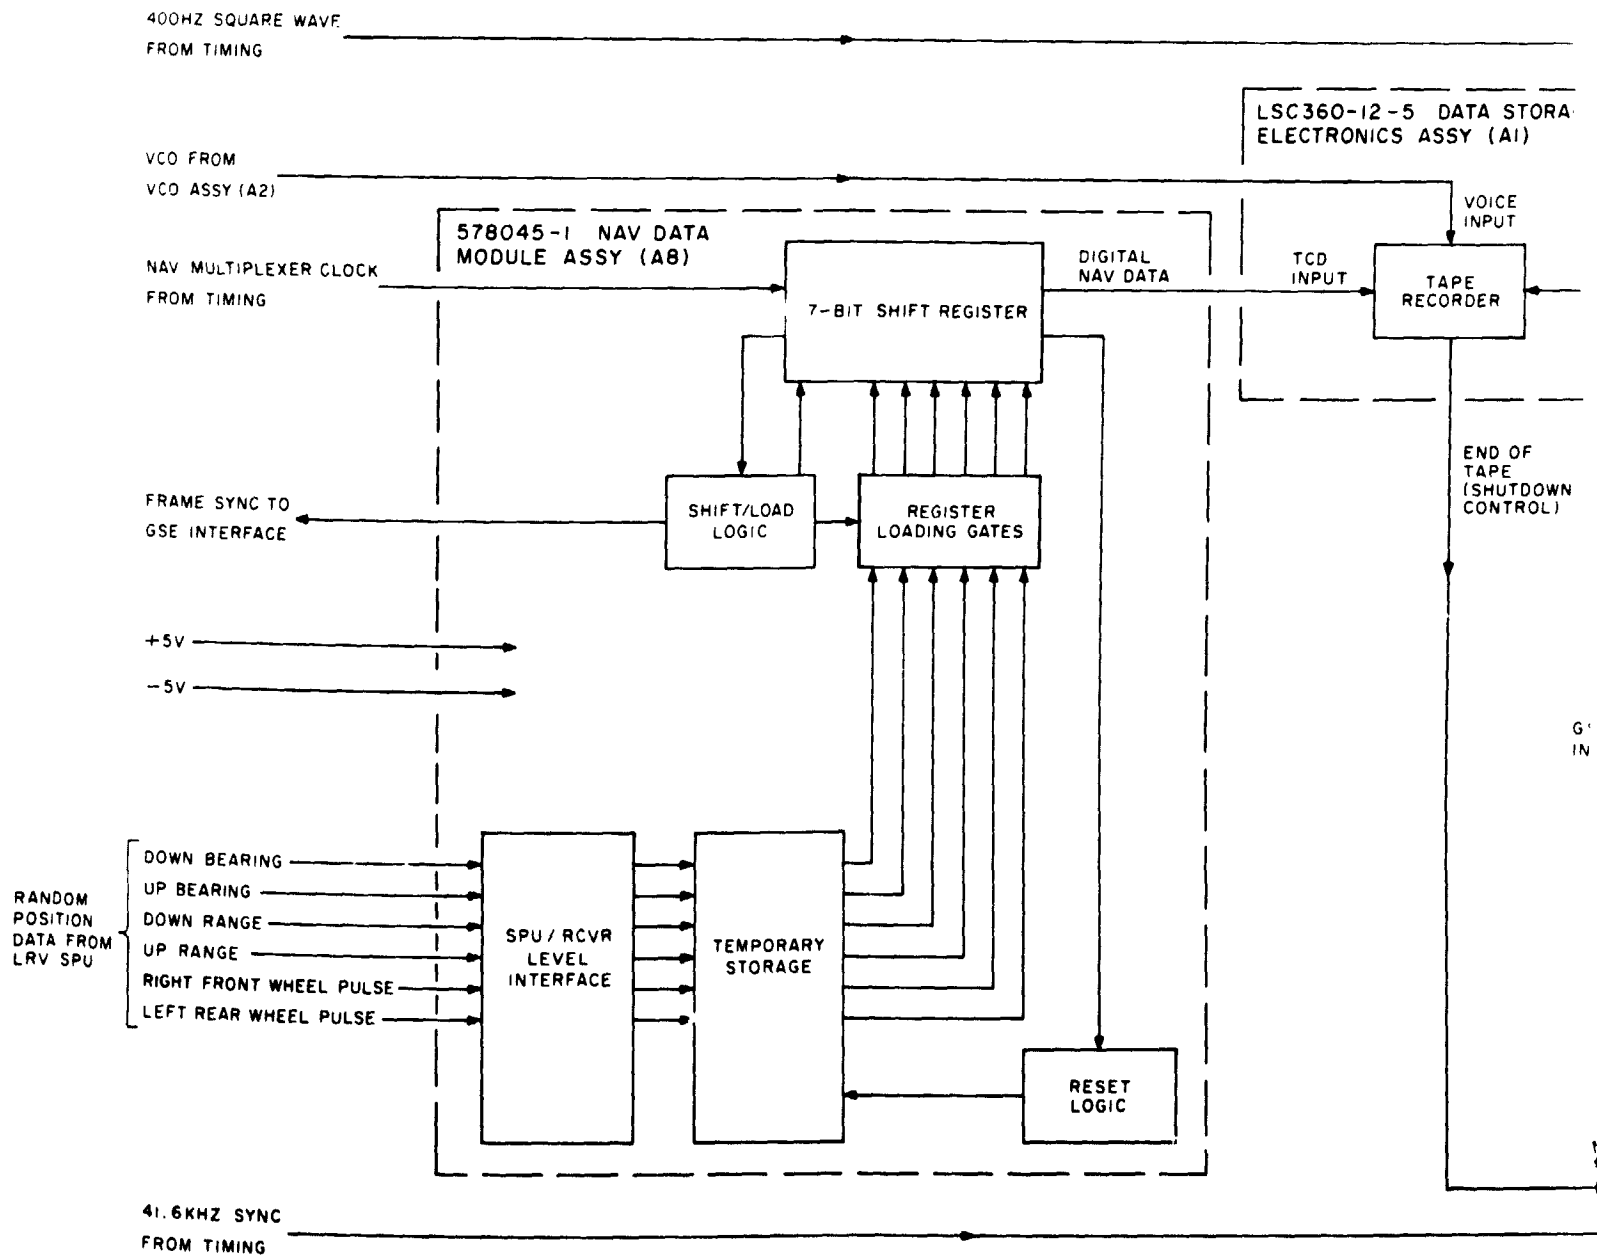 400HZ SQUARE WAVE
FROM TIMING
LSC360-12-5 DATA
ELECTRONICS ASSY (A1)
VCO FROM
VCO ASSY (A2)
VOICE
INPUT
578045-1 NAV DATA
MODULE ASSY (A8)
NAV MULTIPLEXER CLOCK
FROM TIMING
7-BIT SHIFT REGISTER
DIGITAL
NAV DATA
TCD
INPUT
TAPE
RECORDER
END OF
TAPE
(SHUTDOWN
CONTROL)
FRAME SYNC TO
GSE INTERFACE
SHIFT/LOAD
LOGIC
REGISTER
LOADING GATES
+5V
-5V
RANDOM
POSITION
DATA FROM
LRV SPU
DOWN BEARING
UP BEARING
DOWN RANGE
UP RANGE
RIGHT FRONT WHEEL PULSE
LEFT REAR WHEEL PULSE
SPU/RCVR
LEVEL
INTERFACE
TEMPORARY
STORAGE
RESET
LOGIC
41.6KHZ SYNC
FROM TIMING